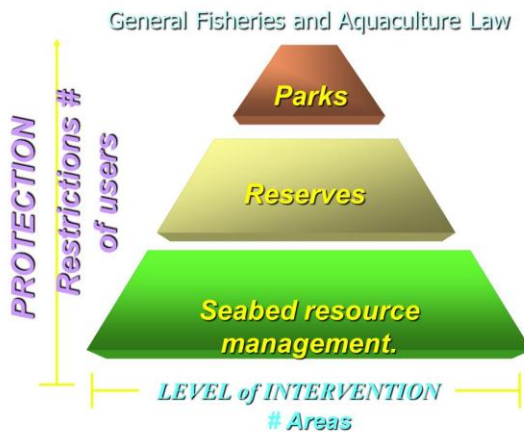 General Fisheries and Aquaculture Law
PROTECTION
Restrictions #
of users
Parks
Reserves
Seabed resource
management.
LEVEL of INTERVENTION
# Areas